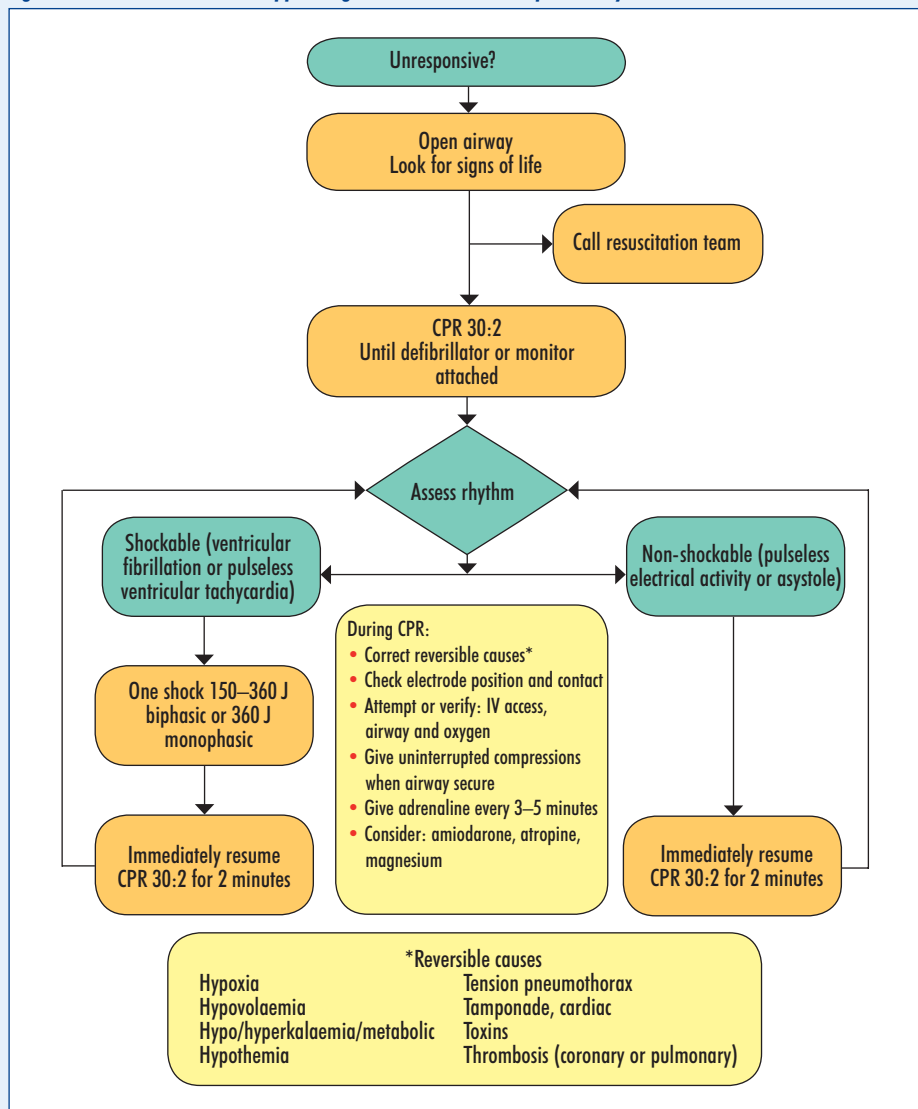 Unresponsive?
Open airway
Look for signs of life
Call resuscitation team
CPR 30:2
Until defibrillator or monitor
attached
Assess rhythm
Shockable (ventricular
fibrillation or pulseless
ventricular tachycardia)
Non-shockable (pulseless
electrical activity or asystole)
One shock 150–360 J
biphasic or 360 J
monophasic
During CPR:
• Correct reversible causes*
• Check electrode position and contact
• Attempt or verify: IV access,
airway and oxygen
• Give uninterrupted compressions
when airway secure
• Give adrenaline every 3–5 minutes
• Consider: amiodarone, atropine,
magnesium
Immediately resume
CPR 30:2 for 2 minutes
Immediately resume
CPR 30:2 for 2 minutes
*Reversible causes
Hypoxia Tension pneumothorax
Hypovolaemia Tamponade, cardiac
Hypo/hyperkalaemia/metabolic Toxins
Hypothemia Thrombosis (coronary or pulmonary)